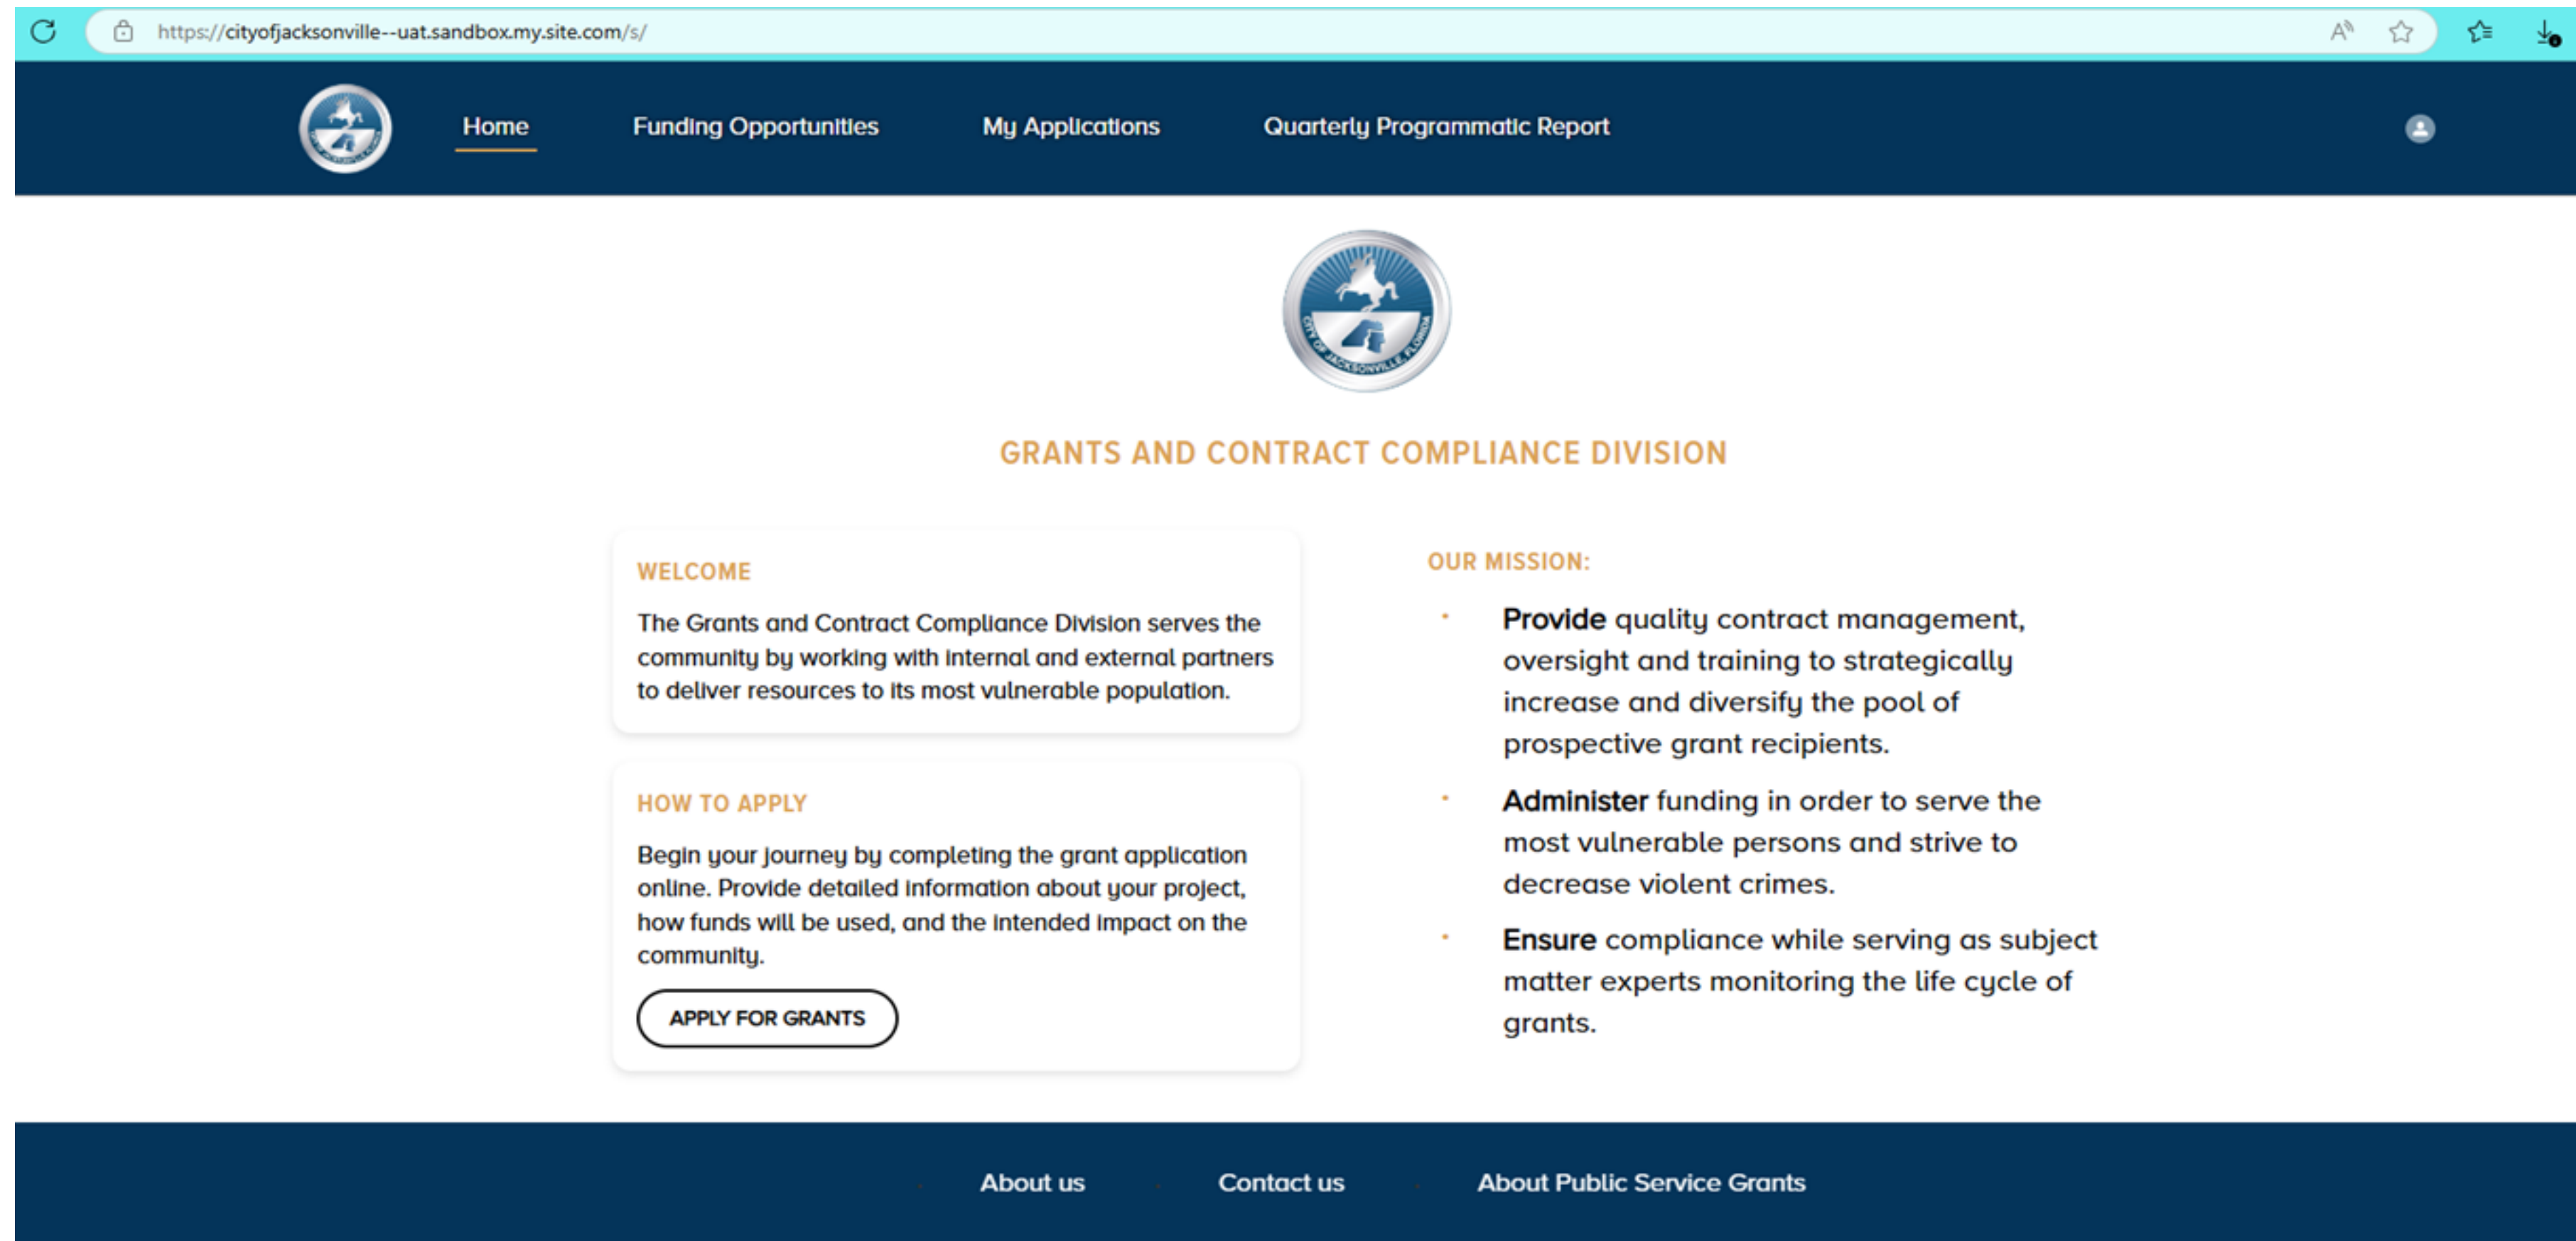 https://cityofjacksonville--uat.sandbox.my.site.com/s/
Home
Funding Opportunities
My Applications
Quarterly Programmatic Report
CITY OF JACKSONVILLE, FLORIDA
GRANTS AND CONTRACT COMPLIANCE DIVISION
WELCOME
The Grants and Contract Compliance Division serves the
community by working with internal and external partners
to deliver resources to its most vulnerable population.
HOW TO APPLY
Begin your journey by completing the grant application
online. Provide detailed information about your project,
how funds will be used, and the intended impact on the
community.
APPLY FOR GRANTS
OUR MISSION:
Provide quality contract management,
oversight and training to strategically
increase and diversify the pool of
prospective grant recipients.
Administer funding in order to serve the
most vulnerable persons and strive to
decrease violent crimes.
Ensure compliance while serving as subject
matter experts monitoring the life cycle of
grants.
About us
Contact us
About Public Service Grants